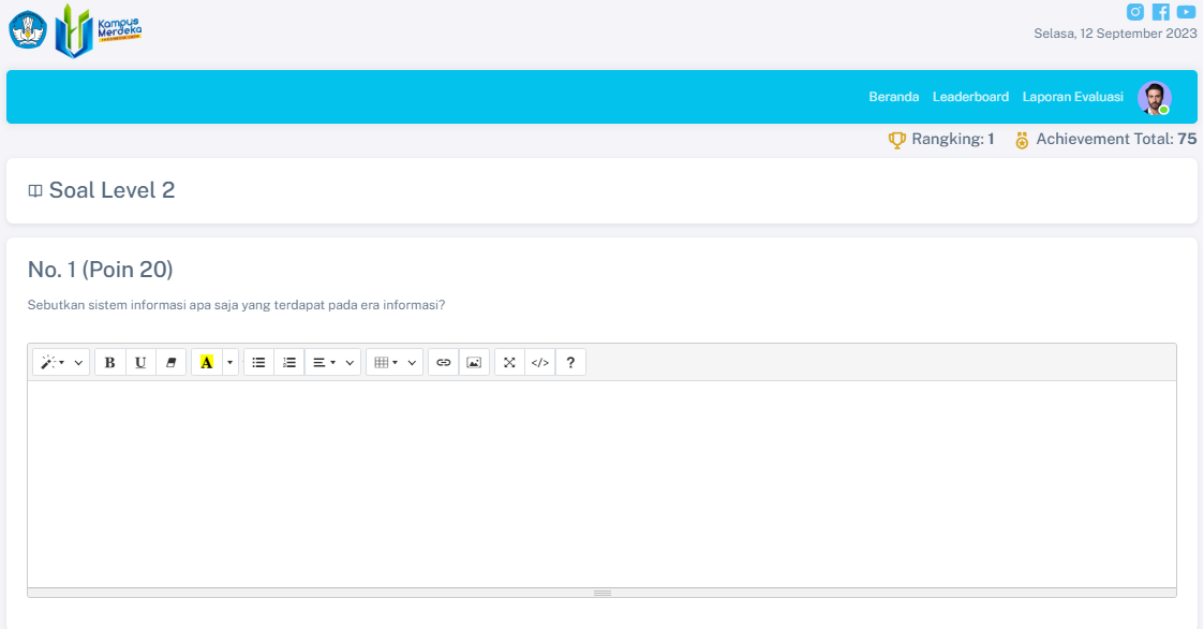 Kampus
Merdeka
Selasa, 12 September 2023
Beranda Leaderboard Laporan Evaluasi
Rangking: 1 Achievement Total: 75
Soal Level 2
No. 1 (Poin 20)
Sebutkan sistem informasi apa saja yang terdapat pada era informasi?
B U A </> ?